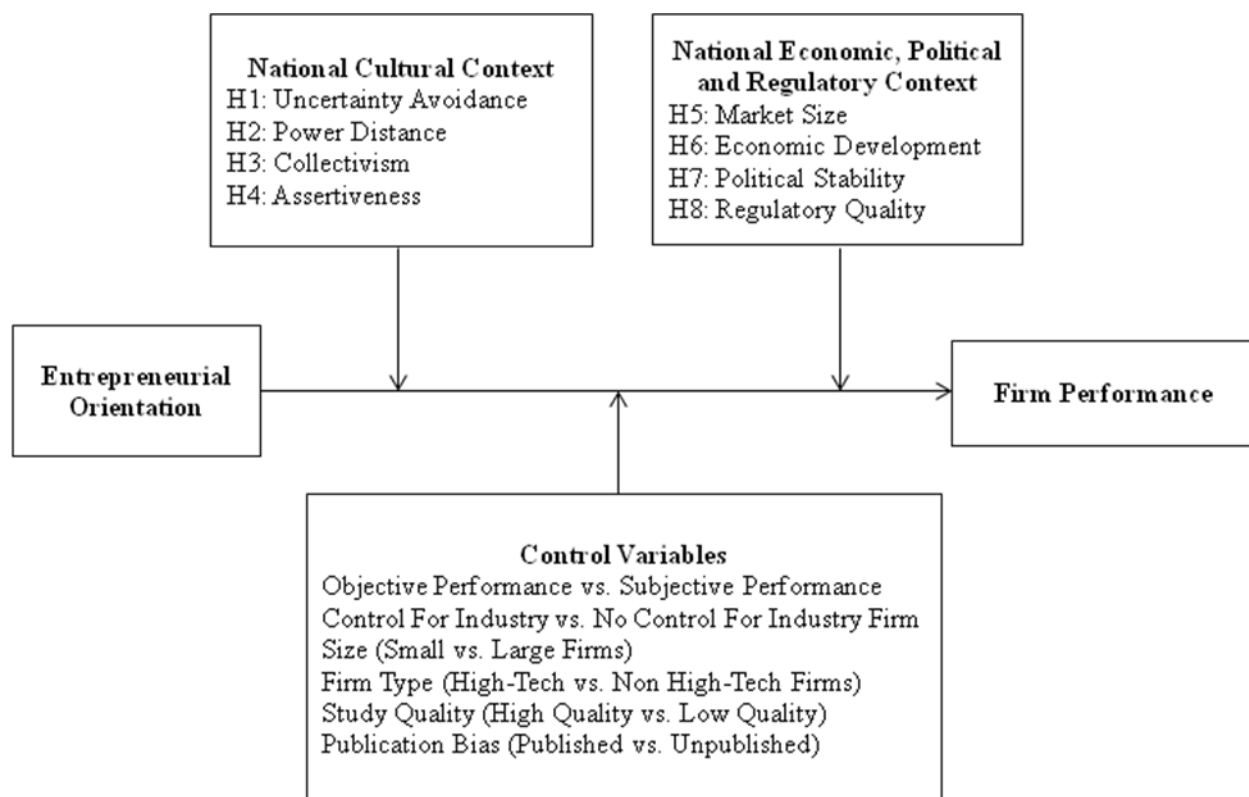 National Cultural Context
H1: Uncertainty Avoidance
H2: Power Distance
H3: Collectivism
H4: Assertiveness
National Economic, Political
and Regulatory Context
H5: Market Size
H6: Economic Development
H7: Political Stability
H8: Regulatory Quality
Entrepreneurial
Orientation
Firm Performance
Control Variables
Objective Performance vs. Subjective Performance
Control For Industry vs. No Control For Industry Firm
Size (Small vs. Large Firms)
Firm Type (High-Tech vs. Non High-Tech Firms)
Study Quality (High Quality vs. Low Quality)
Publication Bias (Published vs. Unpublished)